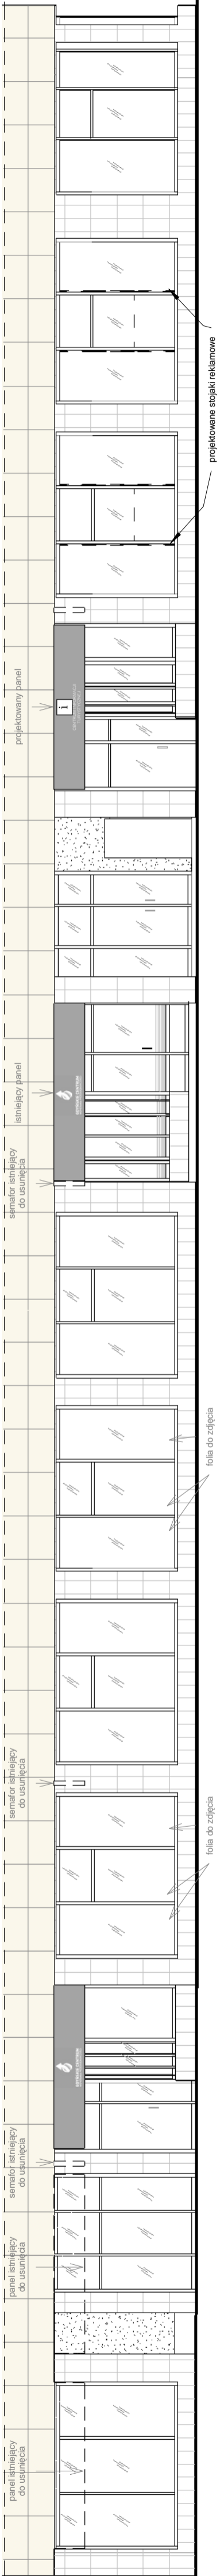 panel istniejący
do usunięcia
panel istniejący
do usunięcia
semafor istniejący
do usunięcia
semafor istniejący
do usunięcia
folia do zdjęcia
folia do zdjęcia
semafor istniejący
do usunięcia
istniejący panel
projektowany panel
i
projektowane stojaki reklamowe